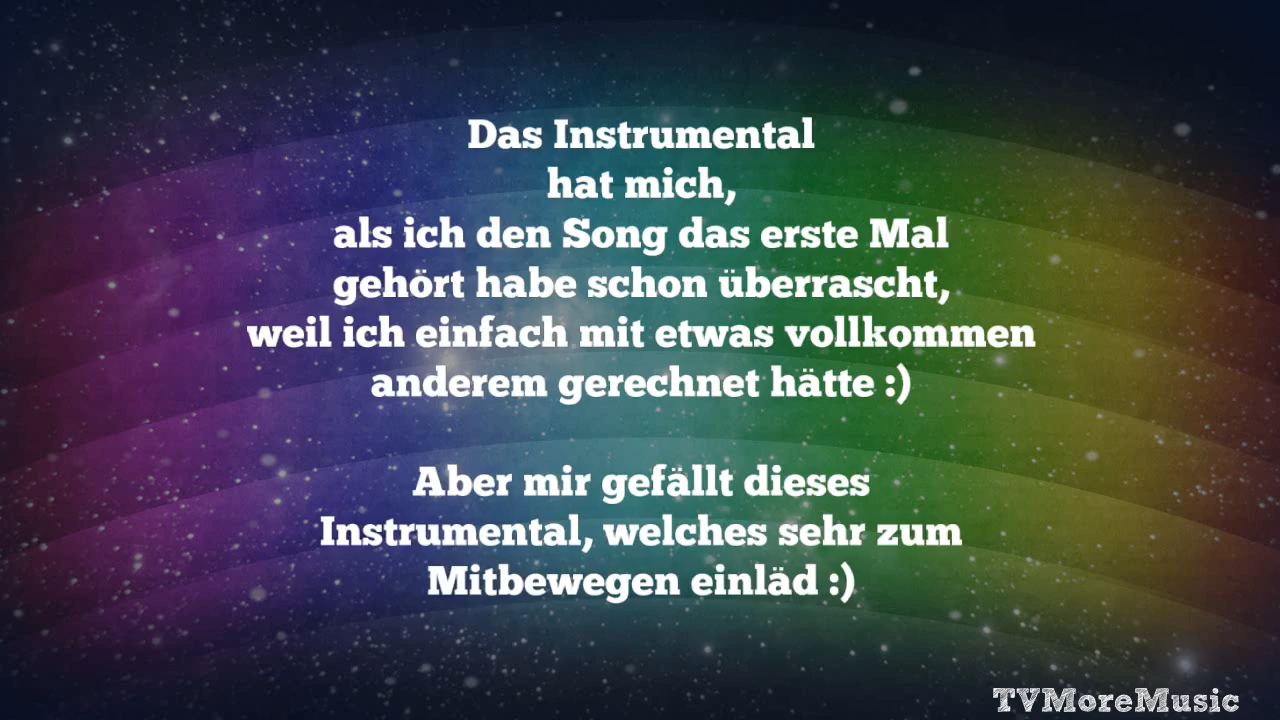 Das Instrumental
hat mich,
als ich den Song das erste Mal
gehört habe schon überrascht,
weil ich einfach mit etwas vollkommen
anderem gerechnet hätte :)
Aber mir gefällt dieses
Instrumental, welches sehr zum
Mitbewegen einläd :)
TVMoreMusic